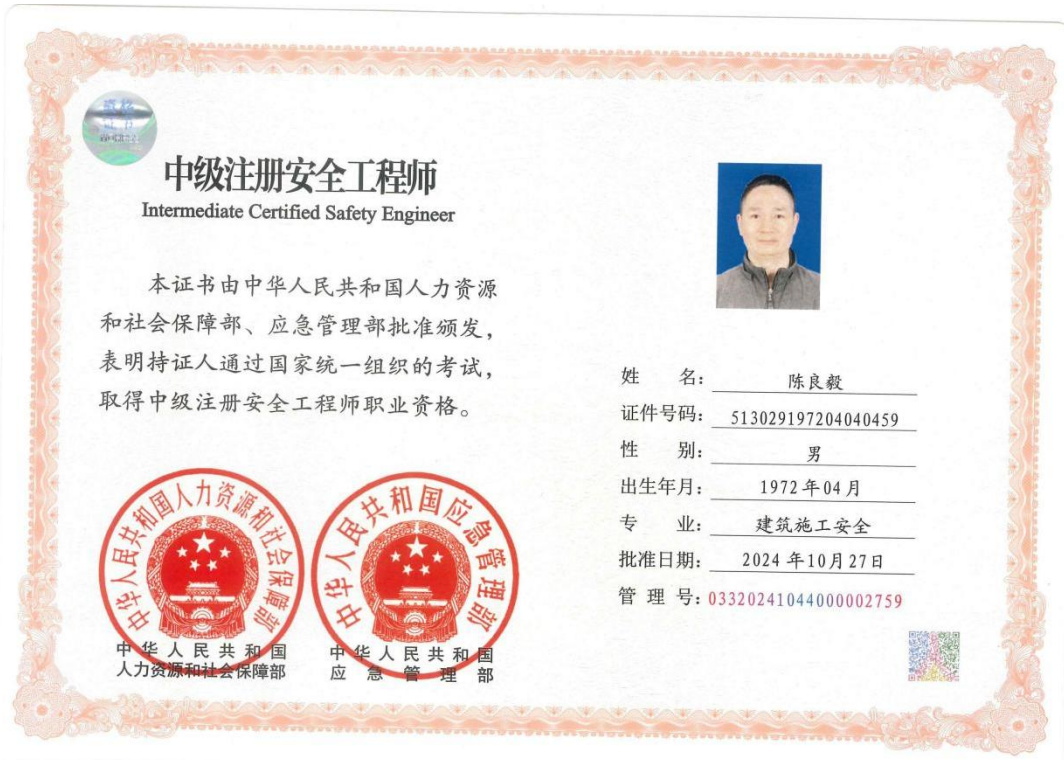 资格
证书
中级注册安全工程师
Intermediate Certified Safety Engineer
本证书由中华人民共和国人力资源
和社会保障部、应急管理部批准颁发，
表明持证人通过国家统一组织的考试，
取得中级注册安全工程师职业资格。
中华人民共和国人力资源和社会保障部
中华人民共和国
人力资源和社会保障部
中华人民共和国应急管理部
中华人民共和国
应急管理部
姓 名： 陈良毅
证件号码： 513029197204040459
性 别： 男
出生年月： 1972年04月
专 业： 建筑施工安全
批准日期： 2024年10月27日
管 理 号：03320241044000002759